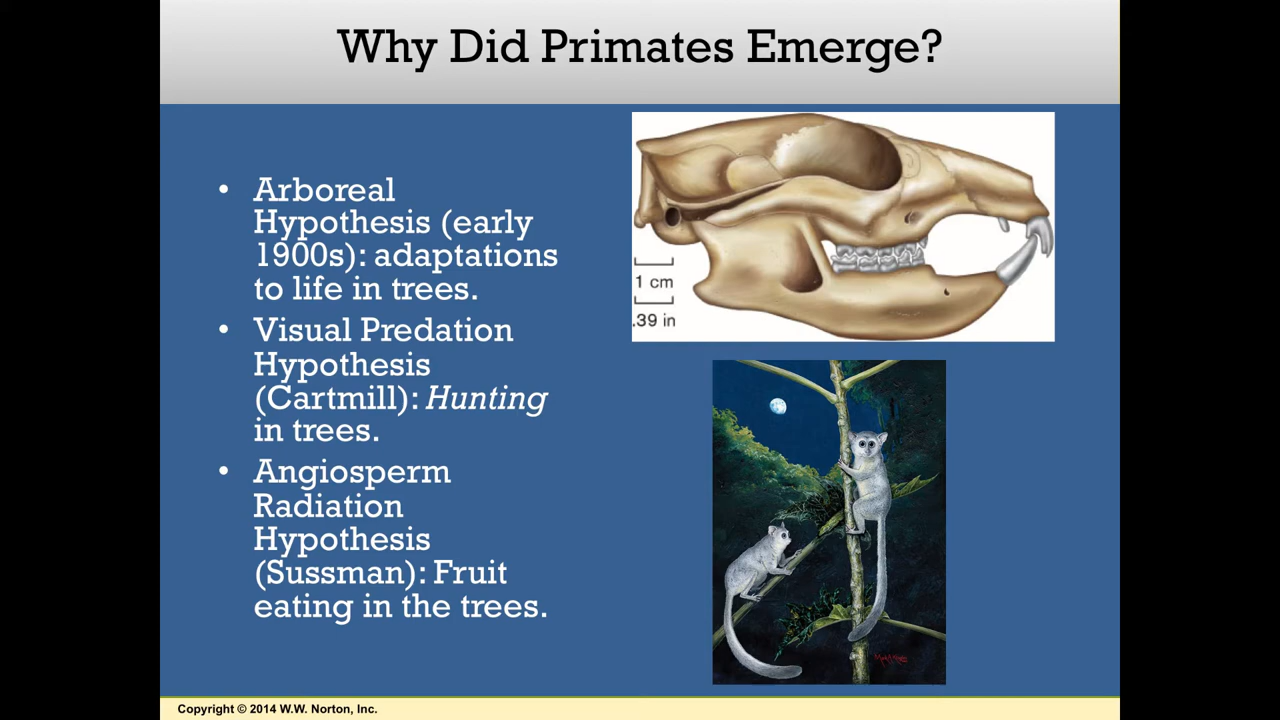 Why Did Primates Emerge?
• Arboreal
Hypothesis (early
1900s): adaptations
to life in trees.
• Visual Predation
Hypothesis
(Cartmill): Hunting
in trees.
• Angiosperm
Radiation
Hypothesis
(Sussman): Fruit
eating in the trees.
1 cm
.39 in
Copyright © 2014 W.W. Norton, Inc.